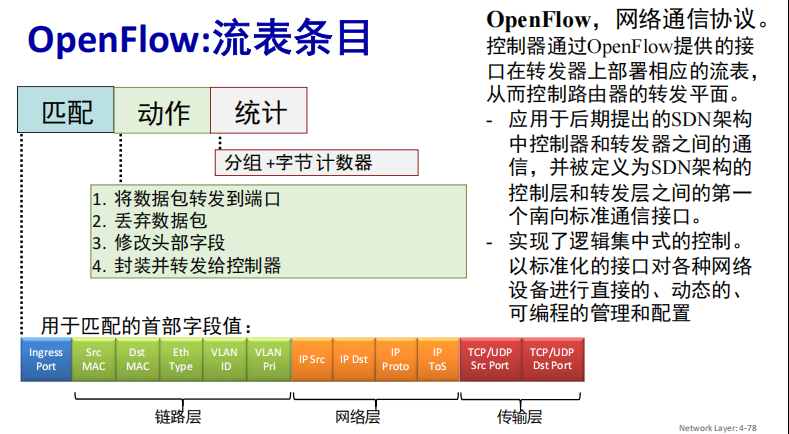 OpenFlow:流表条目
匹配
动作
统计
分组 +字节计数器
1. 将数据包转发到端口
2. 丢弃数据包
3. 修改头部字段
4. 封装并转发给控制器
用于匹配的首部字段值：
Ingress
Port
Src
MAC
Dst
MAC
Eth
Type
VLAN
ID
VLAN
Pri
IP Src
IP Dst
IP
Proto
IP
ToS
TCP/UDP
Src Port
TCP/UDP
Dst Port
链路层
网络层
传输层
OpenFlow，网络通信协议。
控制器通过OpenFlow提供的接
口在转发器上部署相应的流表，
从而控制路由器的转发平面。
- 应用于后期提出的SDN架构
中控制器和转发器之间的通
信，并被定义为SDN架构的
控制层和转发层之间的第一
个南向标准通信接口。
- 实现了逻辑集中式的控制。
以标准化的接口对各种网络
设备进行直接的、动态的、
可编程的管理和配置
Network Layer: 4-78